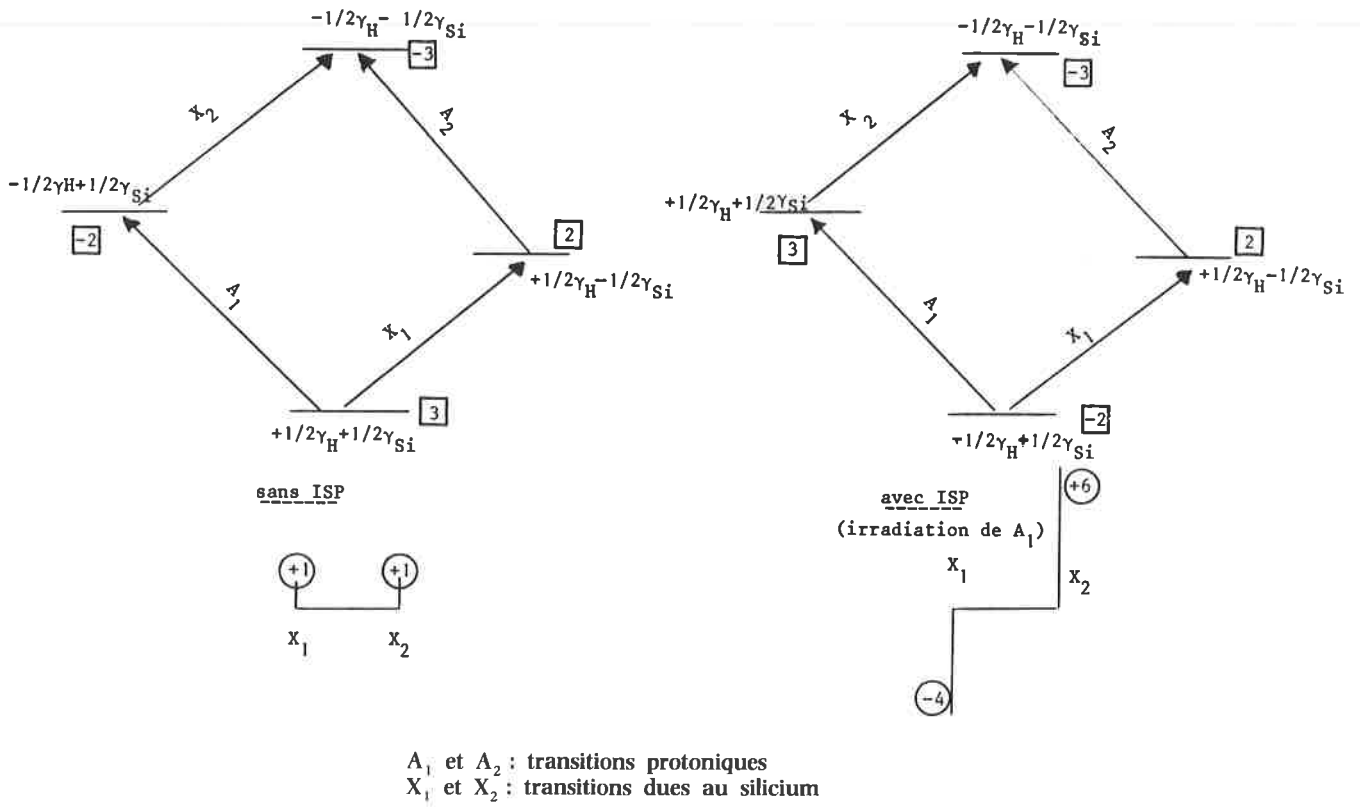 -1/2γH - 1/2γSi
-3
X2
A2
-1/2γH+1/2γSi
-2
2
+1/2γH-1/2γSi
A1
X1
3
+1/2γH+1/2γSi
sans ISP
+1
+1
X1
X2
-1/2γH-1/2γSi
-3
X2
A2
+1/2γH+1/2γSi
3
2
+1/2γH-1/2γSi
A1
X1
-2
-1/2γH+1/2γSi
avec ISP
(irradiation de A1)
+6
X1
X2
-4
A1 et A2 : transitions protoniques
X1 et X2 : transitions dues au silicium